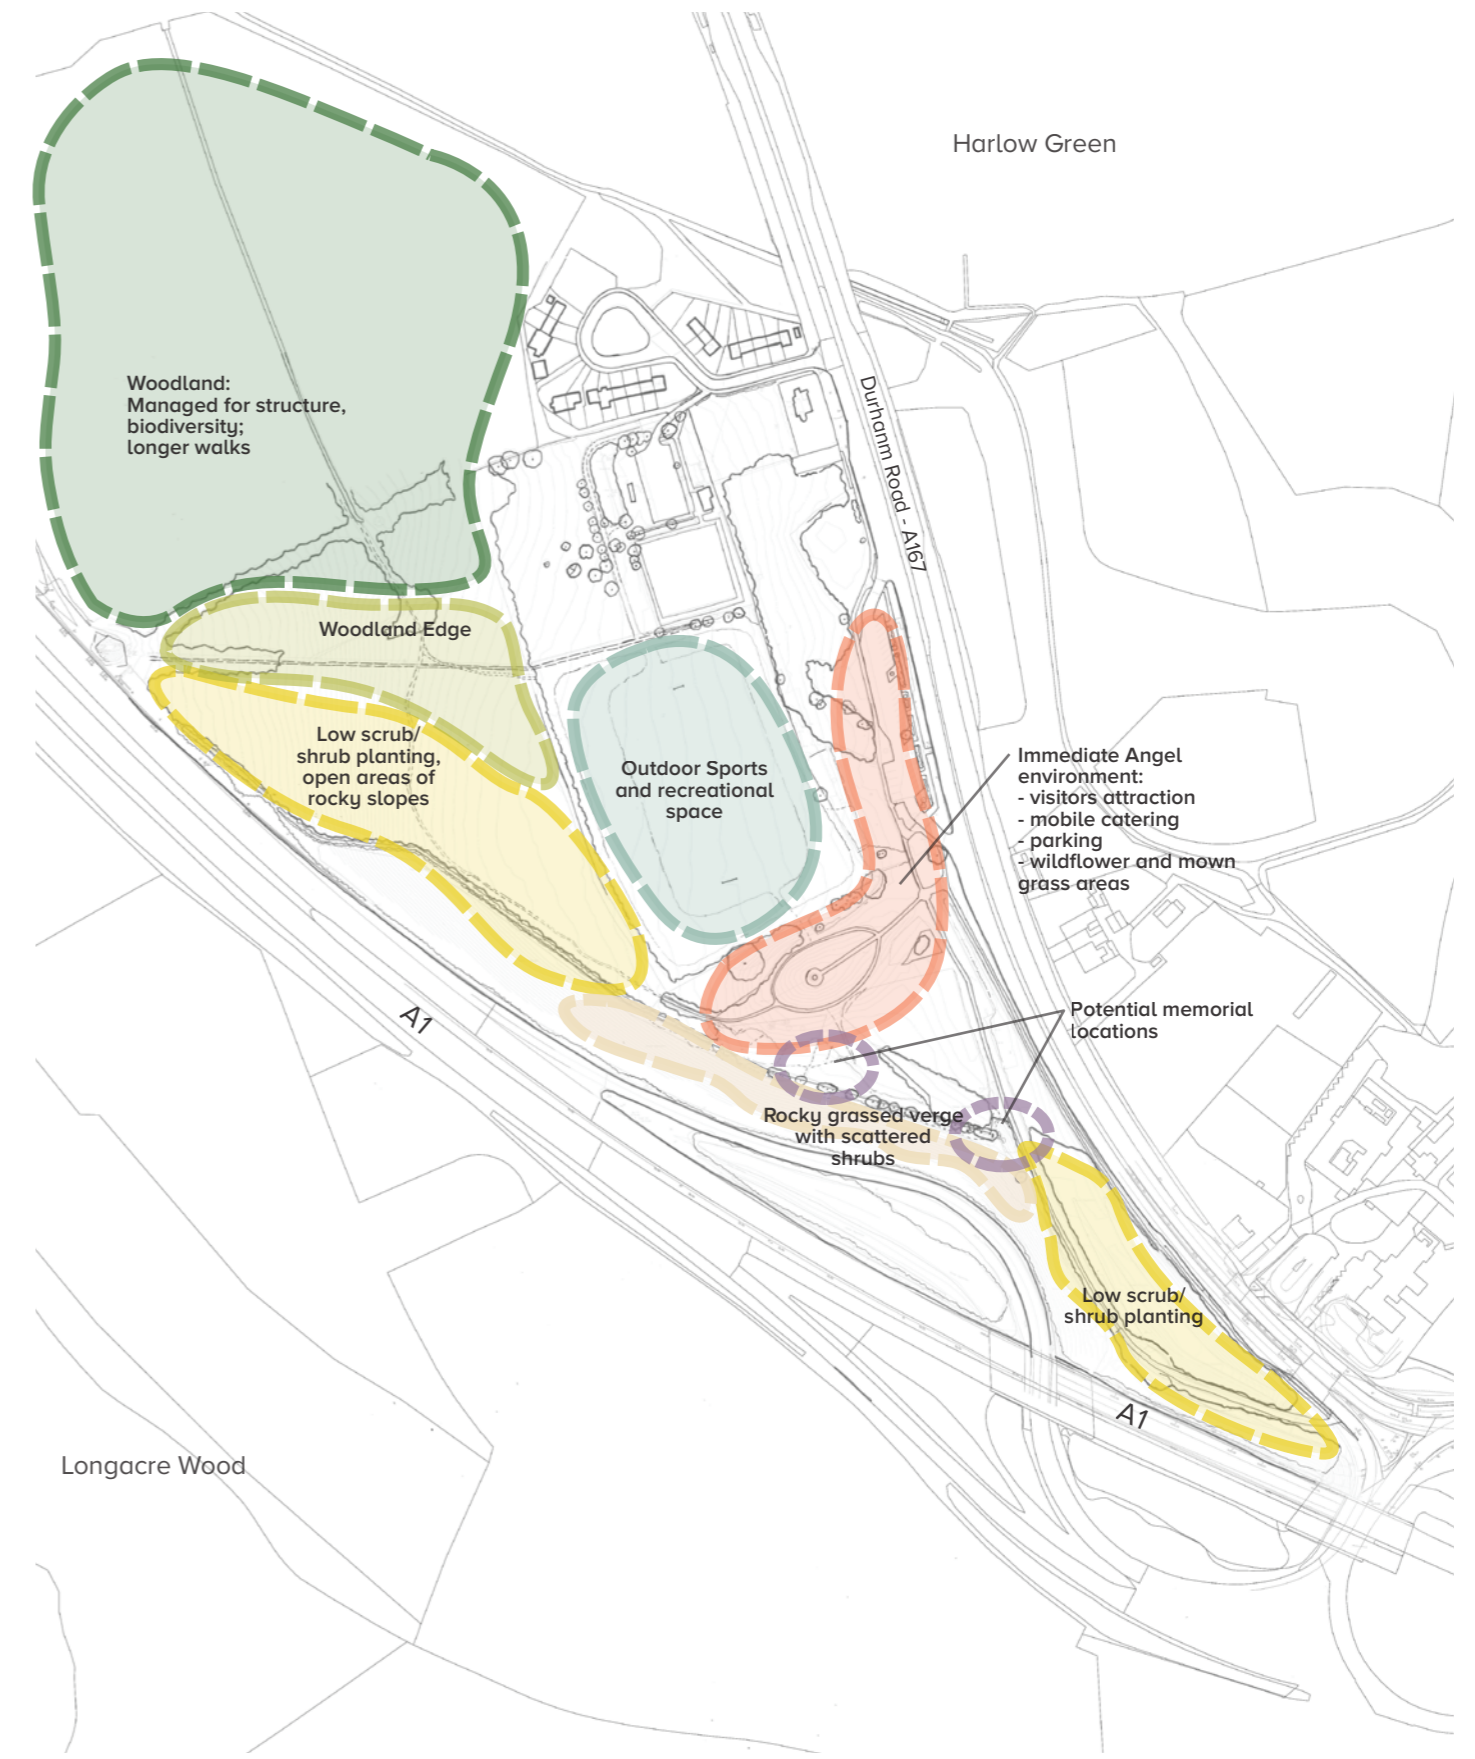 Harlow Green
Woodland:
Managed for structure,
biodiversity;
longer walks
Durhanm Road - A167
Woodland Edge
Low scrub/
shrub planting,
open areas of
rocky slopes
Outdoor Sports
and recreational
space
Immediate Angel
environment:
- visitors attraction
- mobile catering
- parking
- wildflower and mown
grass areas
A1
Potential memorial
locations
Rocky grassed verge
with scattered
shrubs
Low scrub/
shrub planting
A1
Longacre Wood